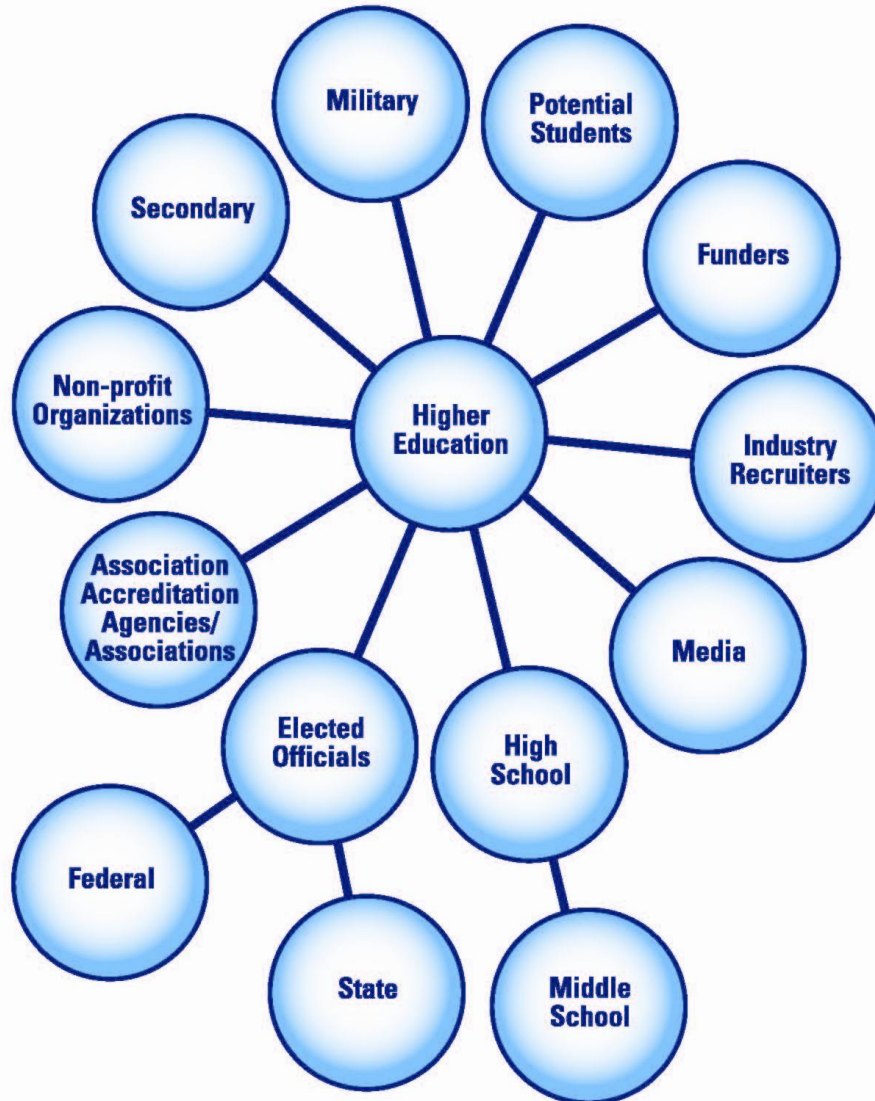 Military
Potential
Students
Secondary
Funders
Non-profit
Organizations
Higher
Education
Industry
Recruiters
Association
Accreditation
Agencies/
Associations
Media
Elected
Officials
High
School
Federal
State
Middle
School